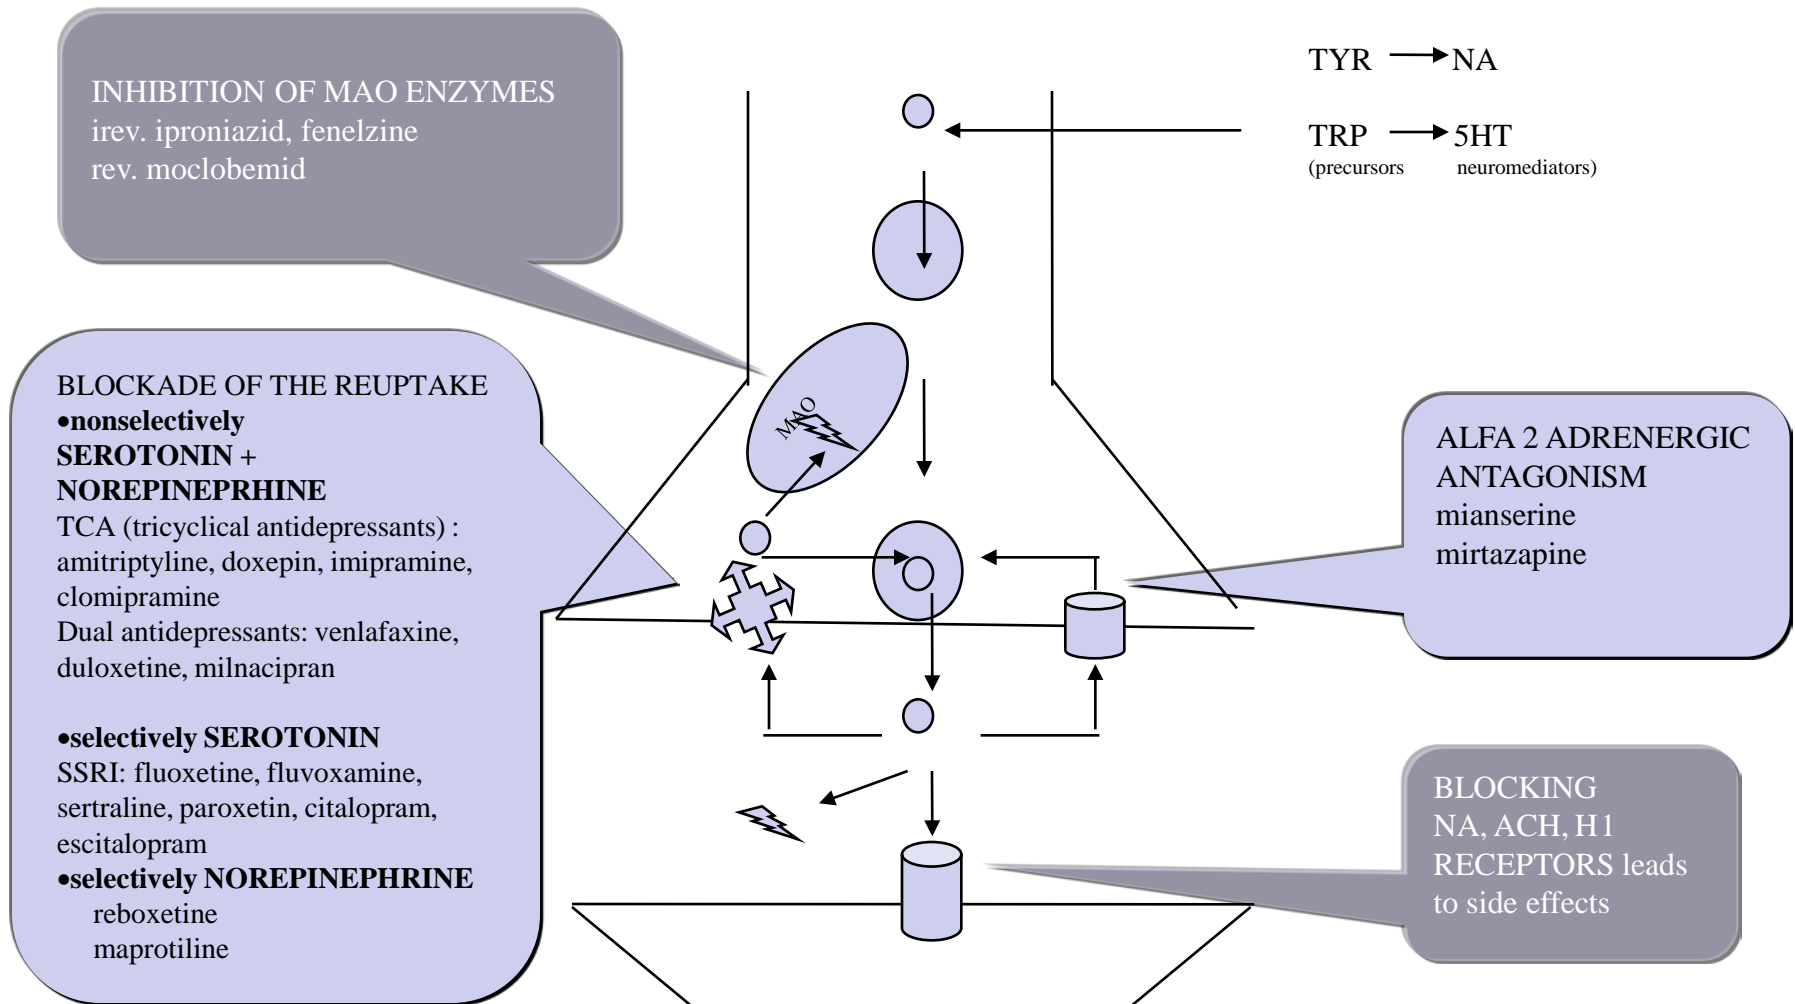 INHIBITION OF MAO ENZYMES
irev. iproniazid, fenelzine
rev. moclobemid
TYR NA
TRP 5HT
(precursors neuromediators)
MAO
BLOCKADE OF THE REUPTAKE
•nonselectively
SEROTONIN +
NOREPINEPRHINE
TCA (tricyclical antidepressants) :
amitriptyline, doxepin, imipramine,
clomipramine
Dual antidepressants: venlafaxine,
duloxetine, milnacipran
•selectively SEROTONIN
SSRI: fluoxetine, fluvoxamine,
sertraline, paroxetin, citalopram,
escitalopram
•selectively NOREPINEPHRINE
reboxetine
maprotiline
ALFA 2 ADRENERGIC
ANTAGONISM
mianserine
mirtazapine
BLOCKING
NA, ACH, H1
RECEPTORS leads
to side effects